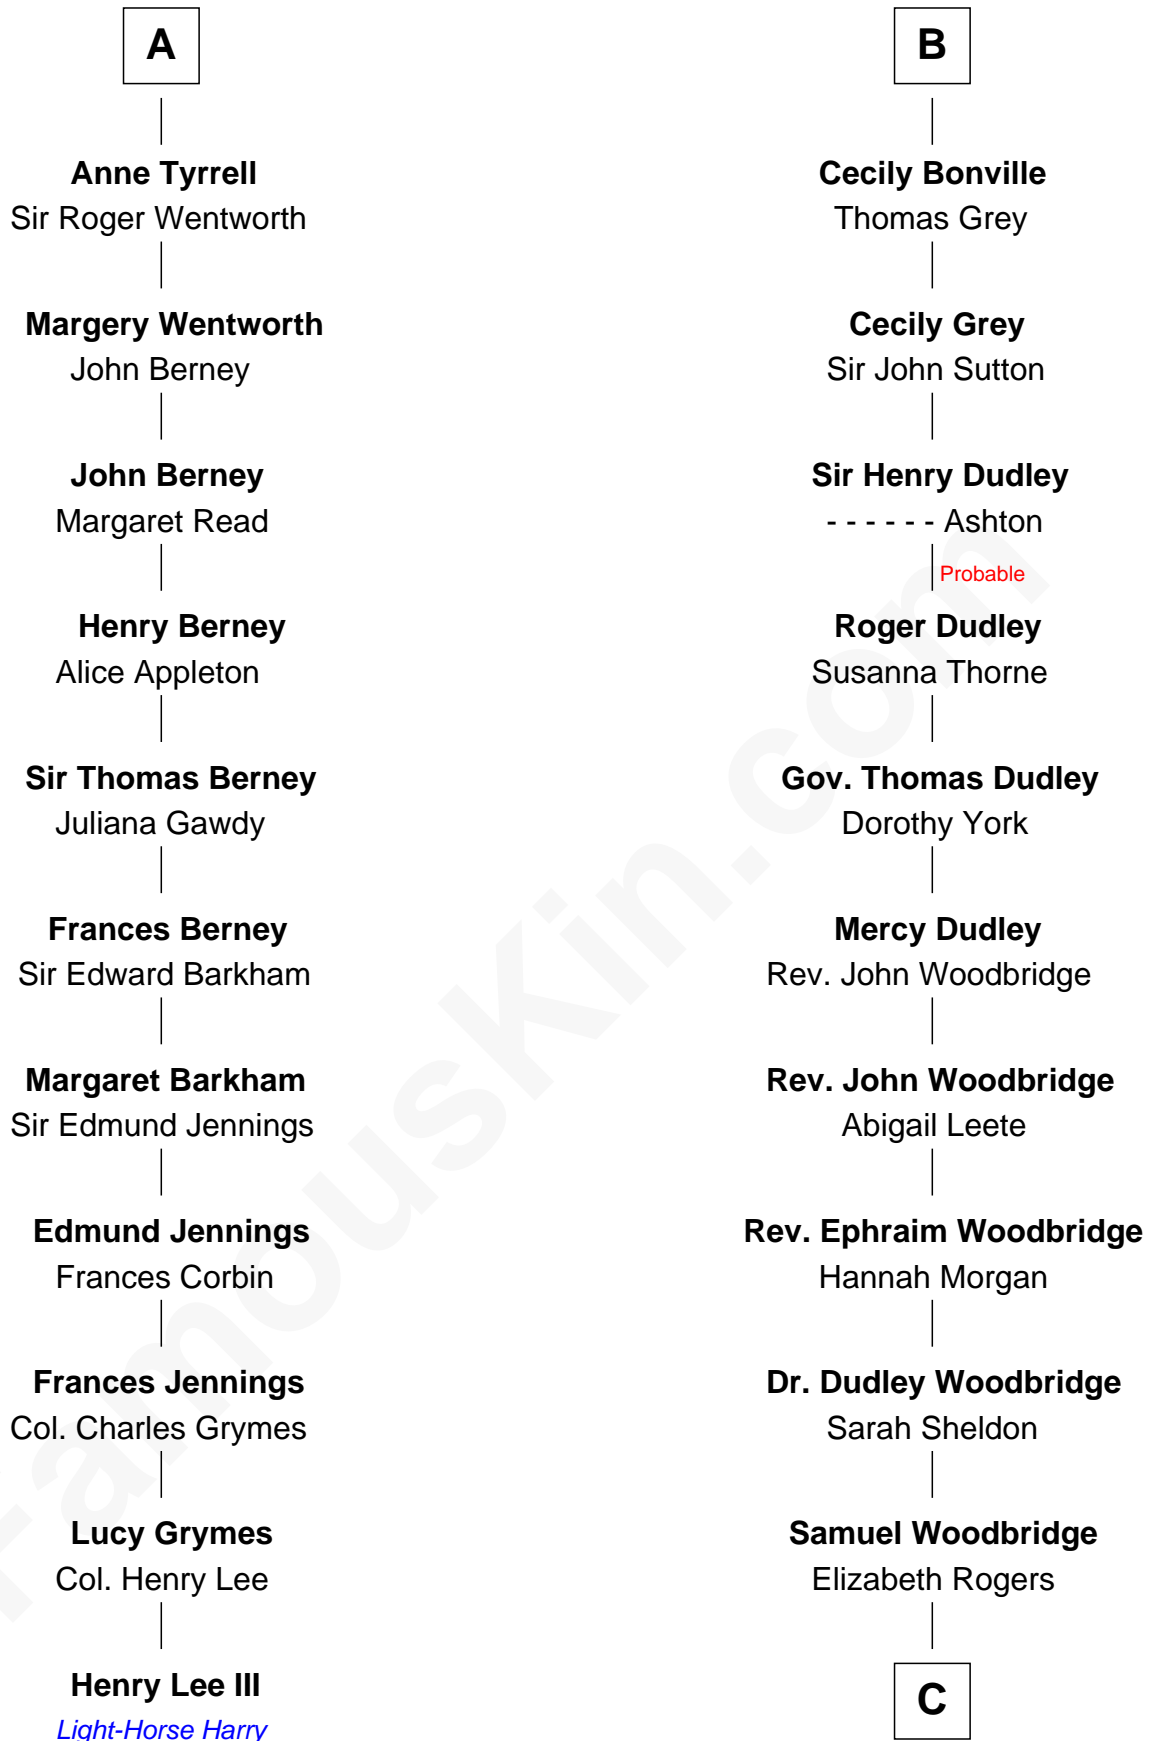 A
Anne Tyrrell
Sir Roger Wentworth
Margery Wentworth
John Berney
John Berney
Margaret Read
Henry Berney
Alice Appleton
Sir Thomas Berney
Juliana Gawdy
Frances Berney
Sir Edward Barkham
Margaret Barkham
Sir Edmund Jennings
Edmund Jennings
Frances Corbin
Frances Jennings
Col. Charles Grymes
Lucy Grymes
Col. Henry Lee
Henry Lee III
Light-Horse Harry
B
Cecily Bonville
Thomas Grey
Cecily Grey
Sir John Sutton
Sir Henry Dudley
- - - - - - Ashton
Probable
Roger Dudley
Susanna Thorne
Gov. Thomas Dudley
Dorothy York
Mercy Dudley
Rev. John Woodbridge
Rev. John Woodbridge
Abigail Leete
Rev. Ephraim Woodbridge
Hannah Morgan
Dr. Dudley Woodbridge
Sarah Sheldon
Samuel Woodbridge
Elizabeth Rogers
C
FamousKin.com